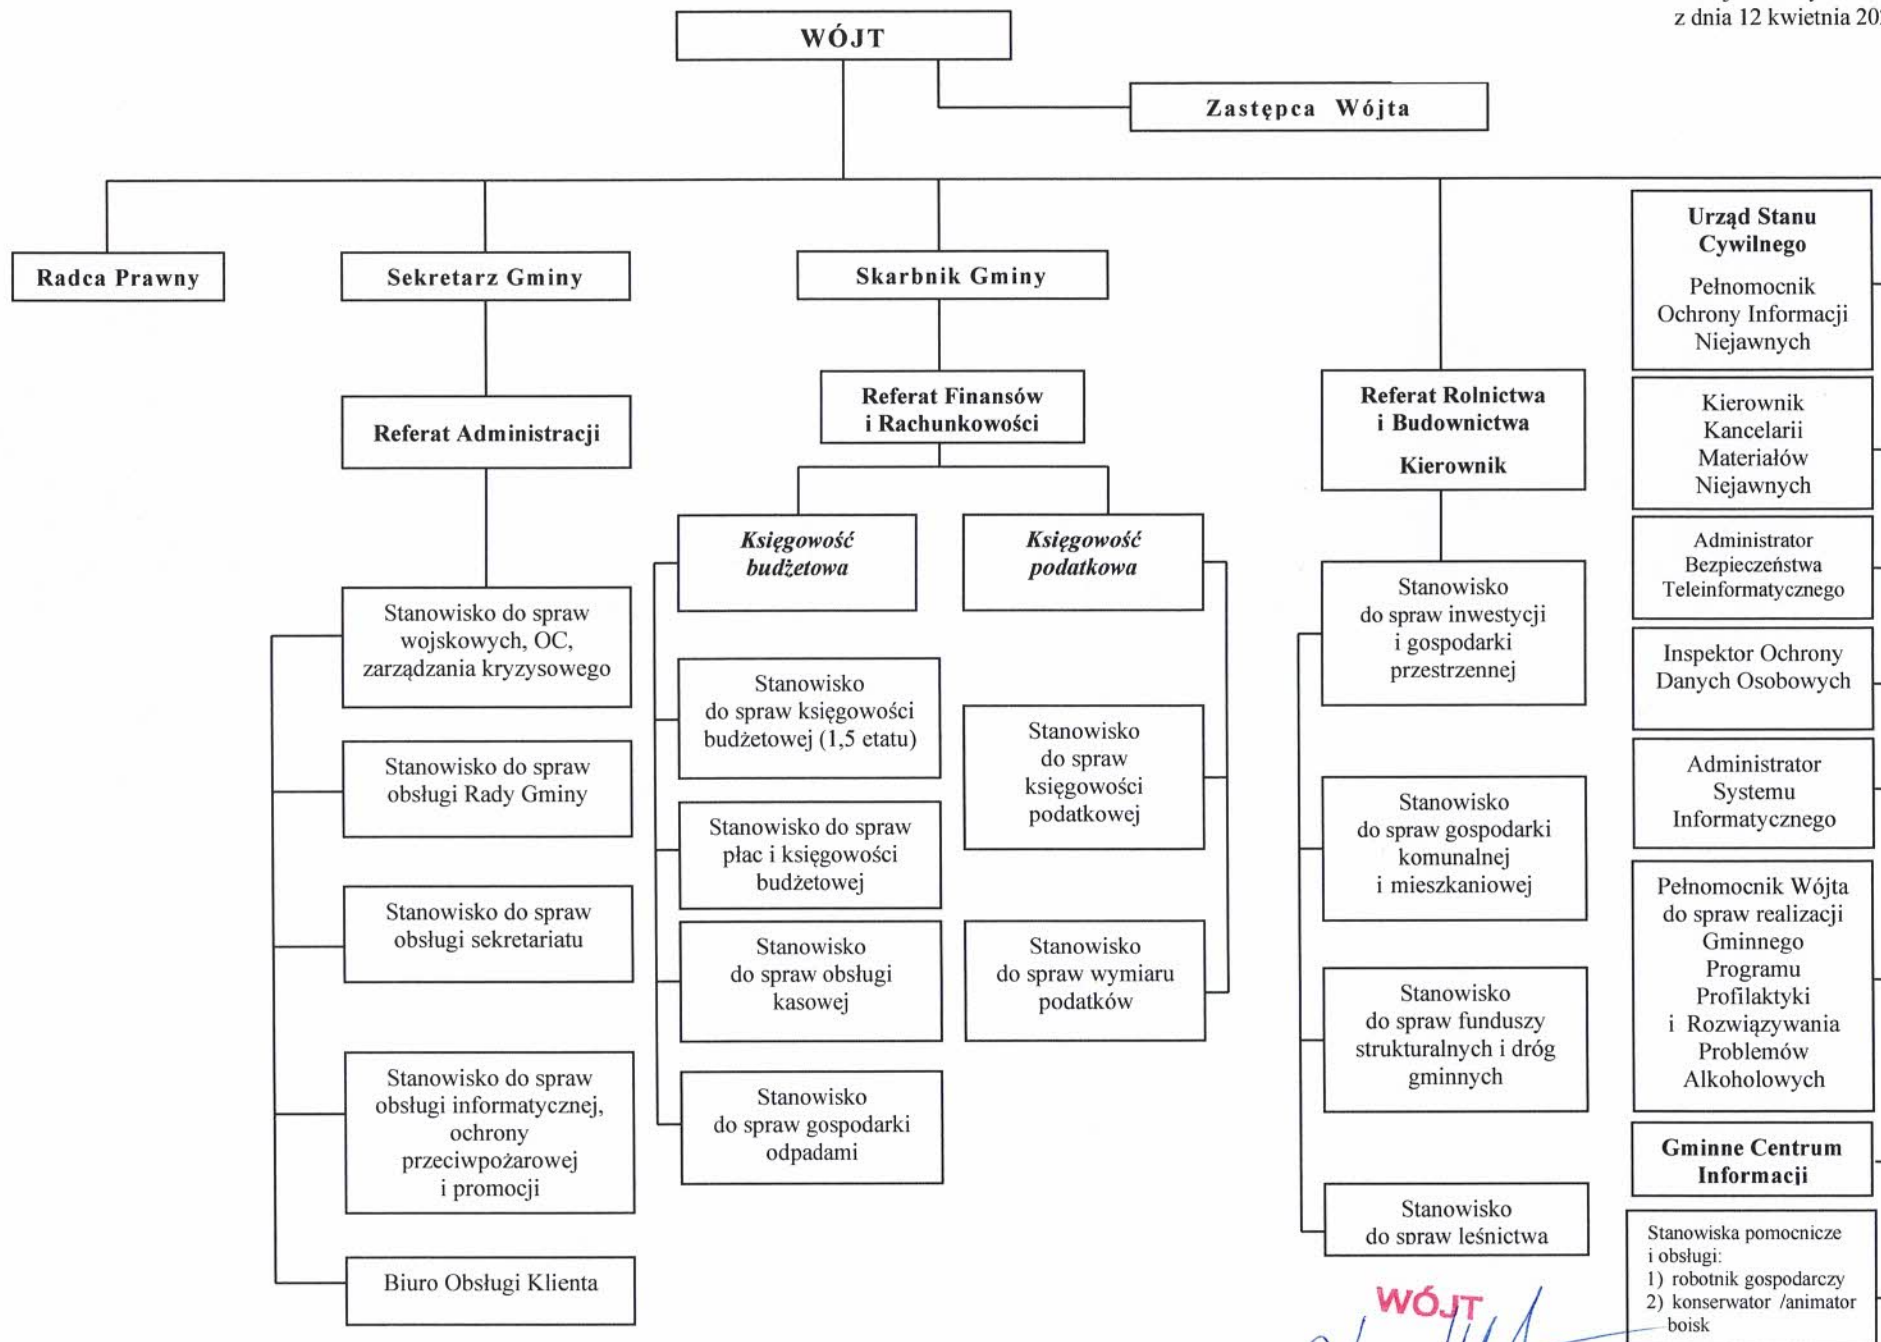 z dnia 12 kwietnia 202
WÓJT
Zastępca Wójta
Radca Prawny
Sekretarz Gminy
Referat Administracji
Stanowisko do spraw
wojskowych, OC,
zarządzania kryzysowego
Stanowisko do spraw
obsługi Rady Gminy
Stanowisko do spraw
obsługi sekretariatu
Stanowisko do spraw
obsługi informatycznej,
ochrony
przeciwpożarowej
i promocji
Biuro Obsługi Klienta
Skarbnik Gminy
Referat Finansów
i Rachunkowości
Księgowość
budżetowa
Stanowisko
do spraw księgowości
budżetowej (1,5 etatu)
Stanowisko do spraw
płac i księgowości
budżetowej
Stanowisko
do spraw obsługi
kasowej
Stanowisko
do spraw gospodarki
odpadami
Księgowość
podatkowa
Stanowisko
do spraw
księgowości
podatkowej
Stanowisko
do spraw wymiaru
podatków
Referat Rolnictwa
i Budownictwa
Kierownik
Stanowisko
do spraw inwestycji
i gospodarki
przestrzennej
Stanowisko
do spraw gospodarki
komunalnej
i mieszkaniowej
Stanowisko
do spraw funduszy
strukturalnych i dróg
gminnych
Stanowisko
do spraw leśnictwa
Urząd Stanu
Cywilnego
Pełnomocnik
Ochrony Informacji
Niejawnych
Kierownik
Kancelarii
Materiałów
Niejawnych
Administrator
Bezpieczeństwa
Teleinformatycznego
Inspektor Ochrony
Danych Osobowych
Administrator
Systemu
Informatycznego
Pełnomocnik Wójta
do spraw realizacji
Gminnego
Programu
Profilaktyki
i Rozwiązywania
Problemów
Alkoholowych
Gminne Centrum
Informacji
Stanowiska pomocnicze
i obsługi:
1) robotnik gospodarczy
2) konserwator /animator
boisk
WÓJT